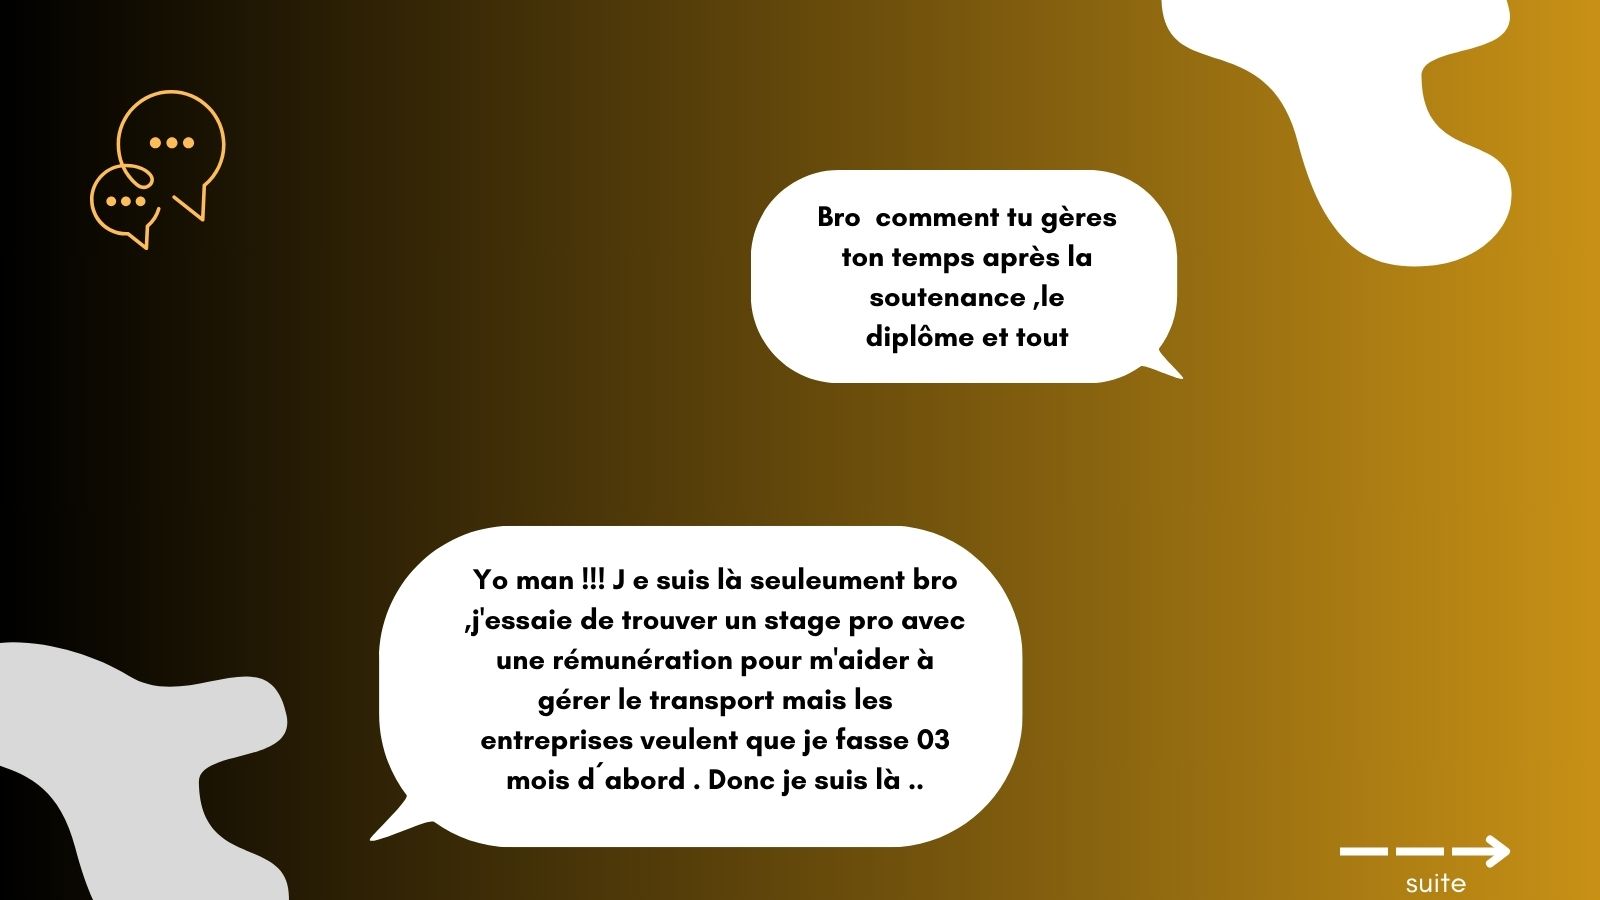 Bro  comment tu gères
ton temps après la
soutenance ,le
diplôme et tout
Yo man !!! J e suis là seuleument bro
,j'essaie de trouver un stage pro avec
une rémunération pour m'aider à
gérer le transport mais les
entreprises veulent que je fasse 03
mois d´abord . Donc je suis là ..
suite